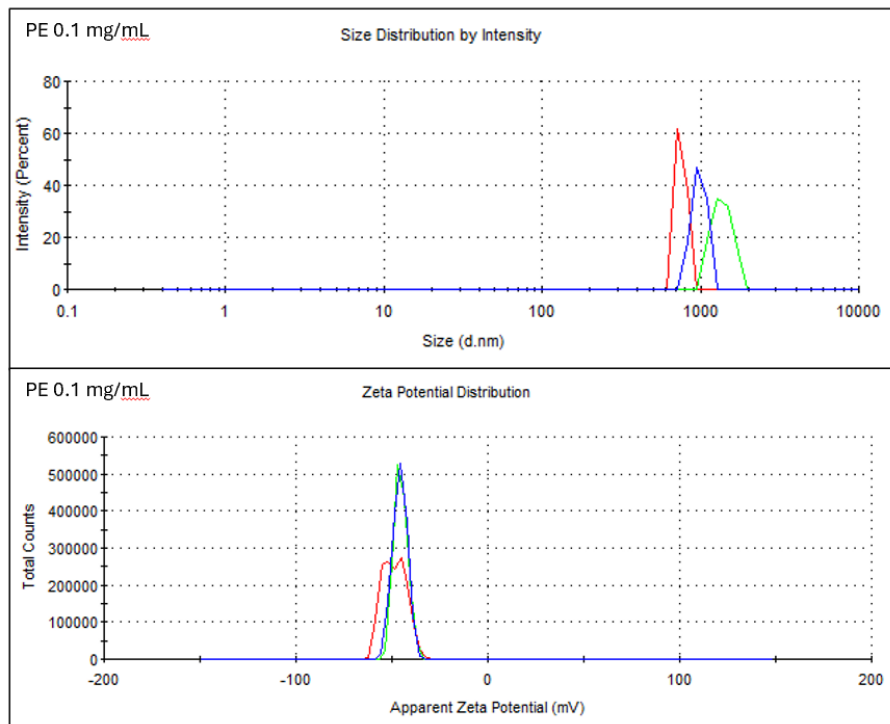 PE 0.1 mg/mL
Size Distribution by Intensity
80
60
40
20
0
Intensity (Percent)
0.1 1 10 100 1000 10000
Size (d.nm)
PE 0.1 mg/mL
Zeta Potential Distribution
600000
500000
400000
300000
200000
100000
0
Total Counts
-200 -100 0 100 200
Apparent Zeta Potential (mV)